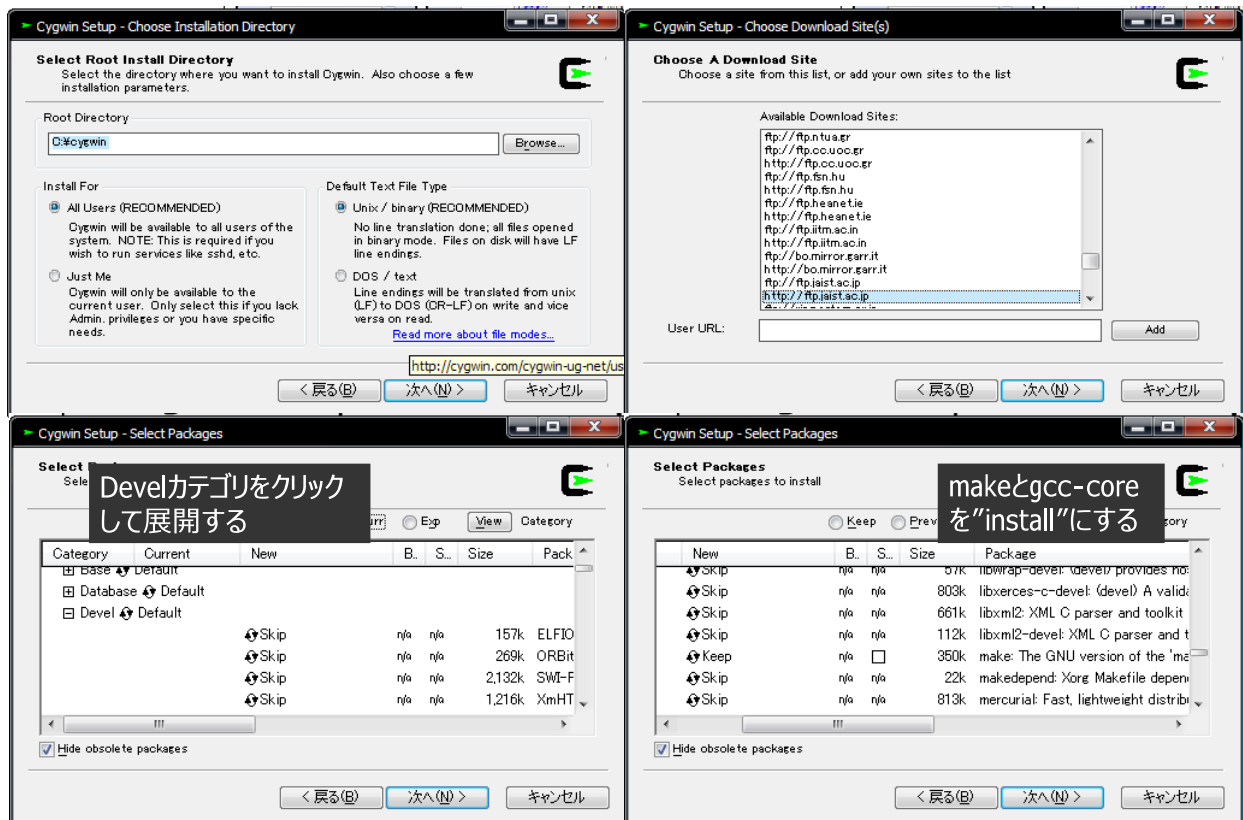 Cygwin Setup - Choose Installation Directory
Select Root Install Directory
Select the directory where you want to install Cygwin. Also choose a few
installation parameters.
Root Directory
C:¥cygwin
Browse...
Install For
All Users (RECOMMENDED)
Cygwin will be available to all users of the
system. NOTE: This is required if you
wish to run services like sshd, etc.
Just Me
Cygwin will only be available to the
current user. Only select this if you lack
Admin. privileges or you have specific
needs.
Default Text File Type
Unix / binary (RECOMMENDED)
No line translation done; all files opened
in binary mode. Files on disk will have LF
line endings.
DOS / text
Line endings will be translated from unix
(LF) to DOS (CR-LF) on write and vice
versa on read.
Read more about file modes...
http://cygwin.com/cygwin-ug-net/us
< 戻る(B)
次へ(N) >
キャンセル
Cygwin Setup - Choose Download Site(s)
Choose A Download Site
Choose a site from this list, or add your own sites to the list
Available Download Sites:
ftp://ftp.ntua.gr
ftp://ftp.cc.uoc.gr
http://ftp.cc.uoc.gr
ftp://ftp.fsn.hu
http://ftp.fsn.hu
ftp://ftp.heanet.ie
http://ftp.heanet.ie
ftp://ftp.iitm.ac.in
http://ftp.iitm.ac.in
ftp://bo.mirror.garr.it
http://bo.mirror.garr.it
ftp://ftp.jaist.ac.jp
http://ftp.jaist.ac.jp
User URL:
Add
< 戻る(B)
次へ(N) >
キャンセル
Cygwin Setup - Select Packages
Select
Sele
Develカテゴリをクリック
して展開する
Exp
View
Category
Category Current New B.. S... Size Pack
Base Default
Database Default
Devel Default
Skip n/a n/a 157k ELFIO
Skip n/a n/a 269k ORBit
Skip n/a n/a 2,132k SWI-F
Skip n/a n/a 1,216k XmHT
Hide obsolete packages
< 戻る(B)
次へ(N) >
キャンセル
Cygwin Setup - Select Packages
Select Packages
Select packages to install
makeとgcc-core
を"install"にする
Keep
Prev
gory
New B.. S... Size Package
Skip n/a n/a 57k libwrap-devel: (devel) provides ho
Skip n/a n/a 803k libxerces-c-devel: (devel) A valida
Skip n/a n/a 661k libxml2: XML C parser and toolkit
Skip n/a n/a 112k libxml2-devel: XML C parser and t
Keep n/a 350k make: The GNU version of the 'ma
Skip n/a n/a 22k makedepend: Xorg Makefile depen
Skip n/a n/a 813k mercurial: Fast, lightweight distrib
Hide obsolete packages
< 戻る(B)
次へ(N) >
キャンセル